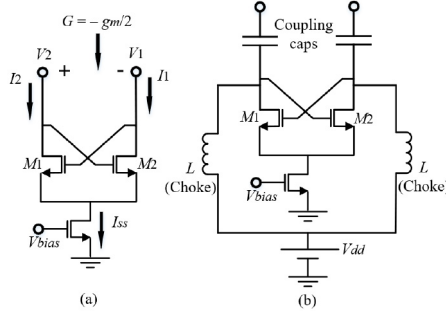 G = – gm/2
V2 + - V1
I2 I1
M1 M2
Vbias Iss
(a)
Coupling
caps
M1 M2
L
(Choke)
L
(Choke)
Vbias
Vdd
(b)